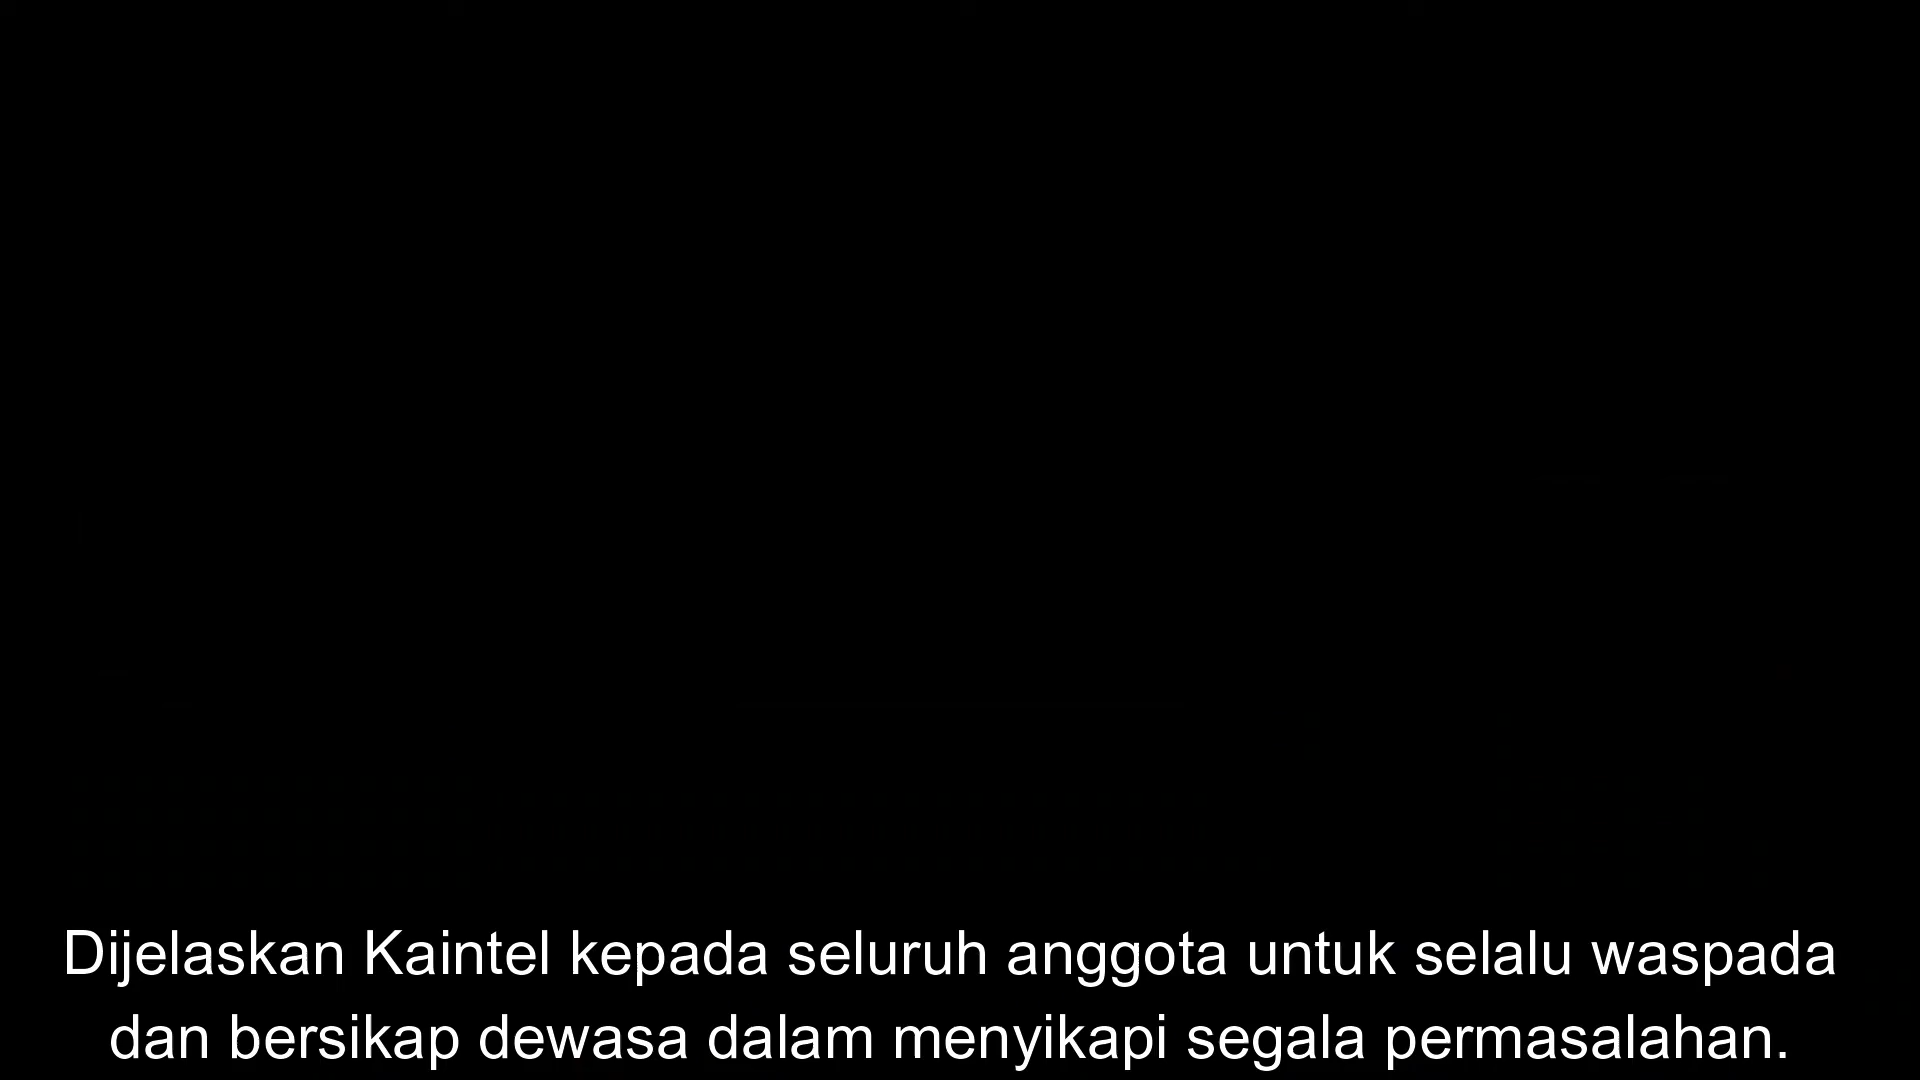 Dijelaskan Kaintel kepada seluruh anggota untuk selalu waspada
dan bersikap dewasa dalam menyikapi segala permasalahan.